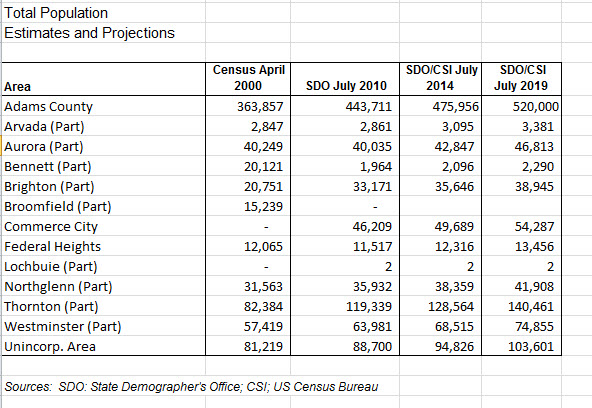 Total Population
Estimates and Projections
Area Census April 2000 SDO July 2010 SDO/CSI July 2014 SDO/CSI July 2019
Adams County 363,857 443,711 475,956 520,000
Arvada (Part) 2,847 2,861 3,095 3,381
Aurora (Part) 40,249 40,035 42,847 46,813
Bennett (Part) 20,121 1,964 2,096 2,290
Brighton (Part) 20,751 33,171 35,646 38,945
Broomfield (Part) 15,239 -
Commerce City - 46,209 49,689 54,287
Federal Heights 12,065 11,517 12,316 13,456
Lochbuie (Part) - 2 2 2
Northglenn (Part) 31,563 35,932 38,359 41,908
Thornton (Part) 82,384 119,339 128,564 140,461
Westminster (Part) 57,419 63,981 68,515 74,855
Unincorp. Area 81,219 88,700 94,826 103,601
Sources: SDO: State Demographer's Office; CSI; US Census Bureau